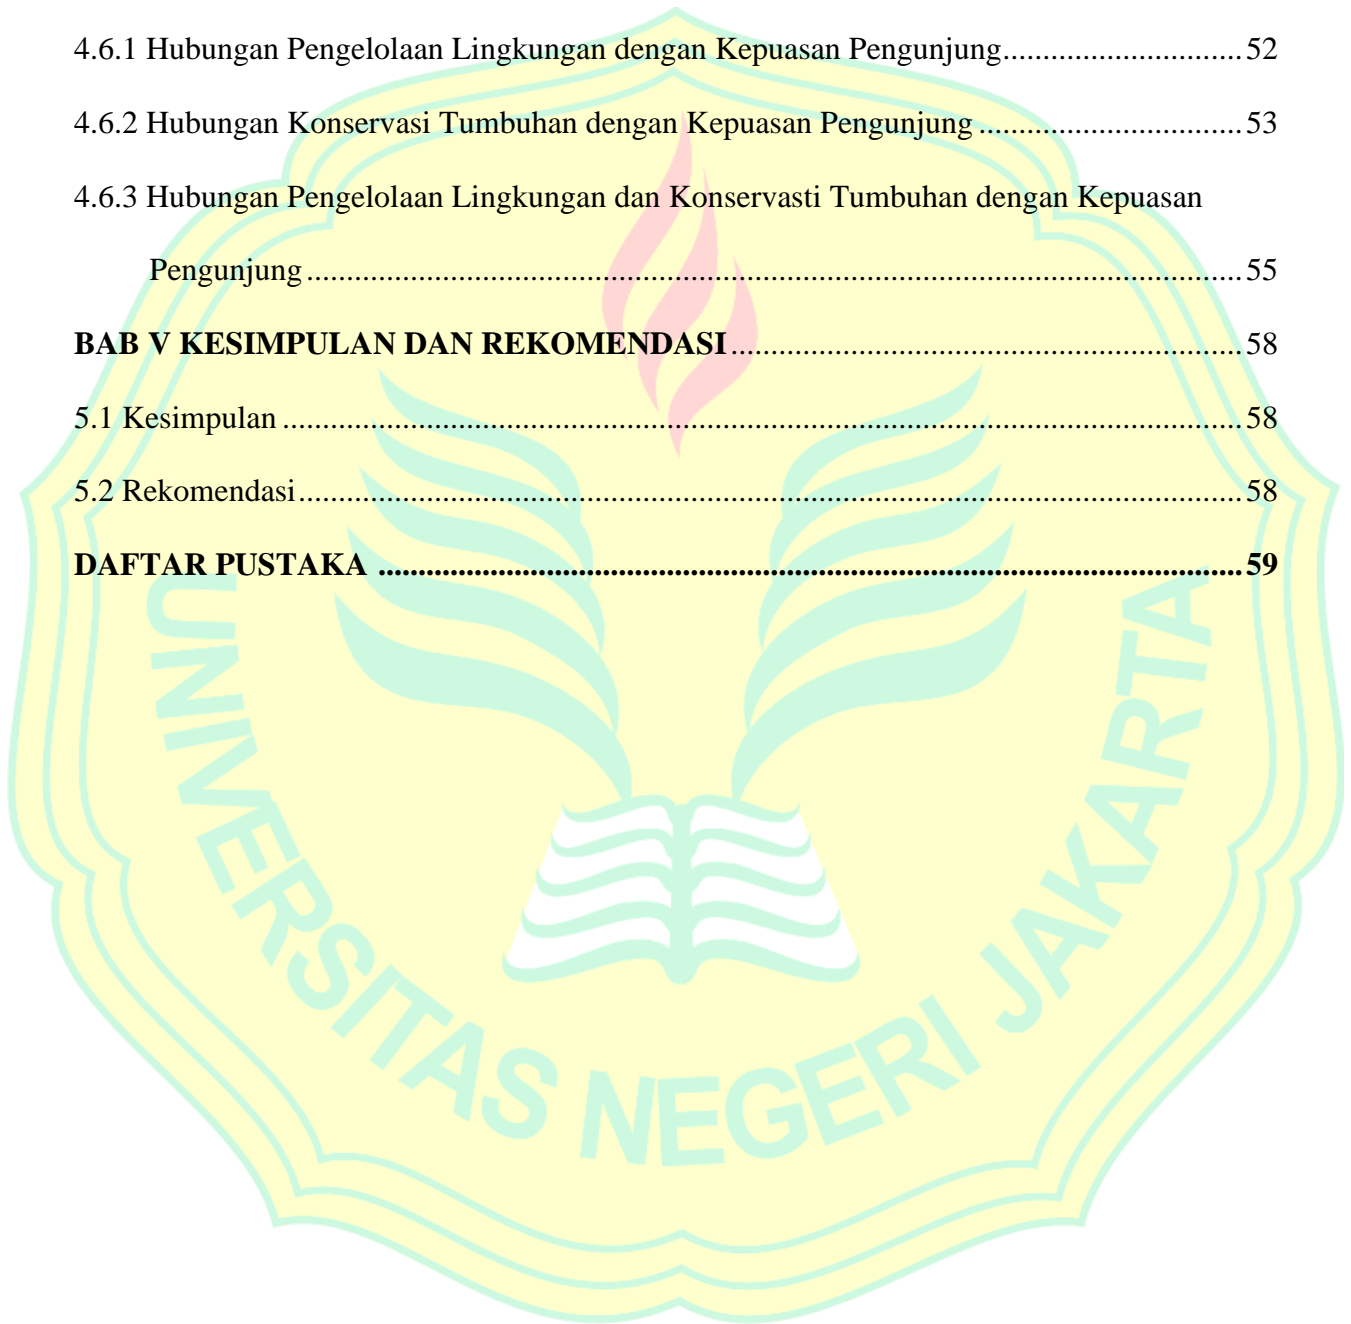 4.6.1 Hubungan Pengelolaan Lingkungan dengan Kepuasan Pengunjung..............................52
4.6.2 Hubungan Konservasi Tumbuhan dengan Kepuasan Pengunjung.................................53
4.6.3 Hubungan Pengelolaan Lingkungan dan Konservasti Tumbuhan dengan Kepuasan
Pengunjung....................................................................................................................55
BAB V KESIMPULAN DAN REKOMENDASI................................................................58
5.1 Kesimpulan.......................................................................................................................58
5.2 Rekomendasi.....................................................................................................................58
DAFTAR PUSTAKA ...........................................................................................................59
UNIVERSITAS NEGERI JAKARTA